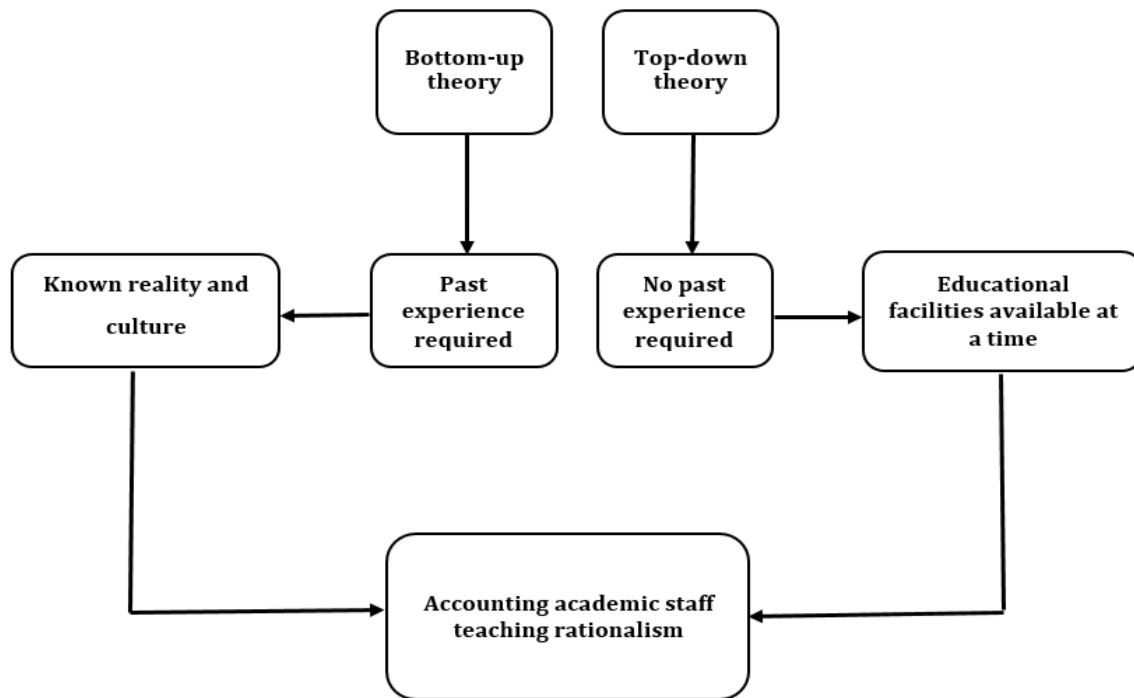 Bottom-up
theory
Top-down
theory
Known reality and
culture
Past
experience
required
No past
experience
required
Educational
facilities available at
a time
Accounting academic staff
teaching rationalism